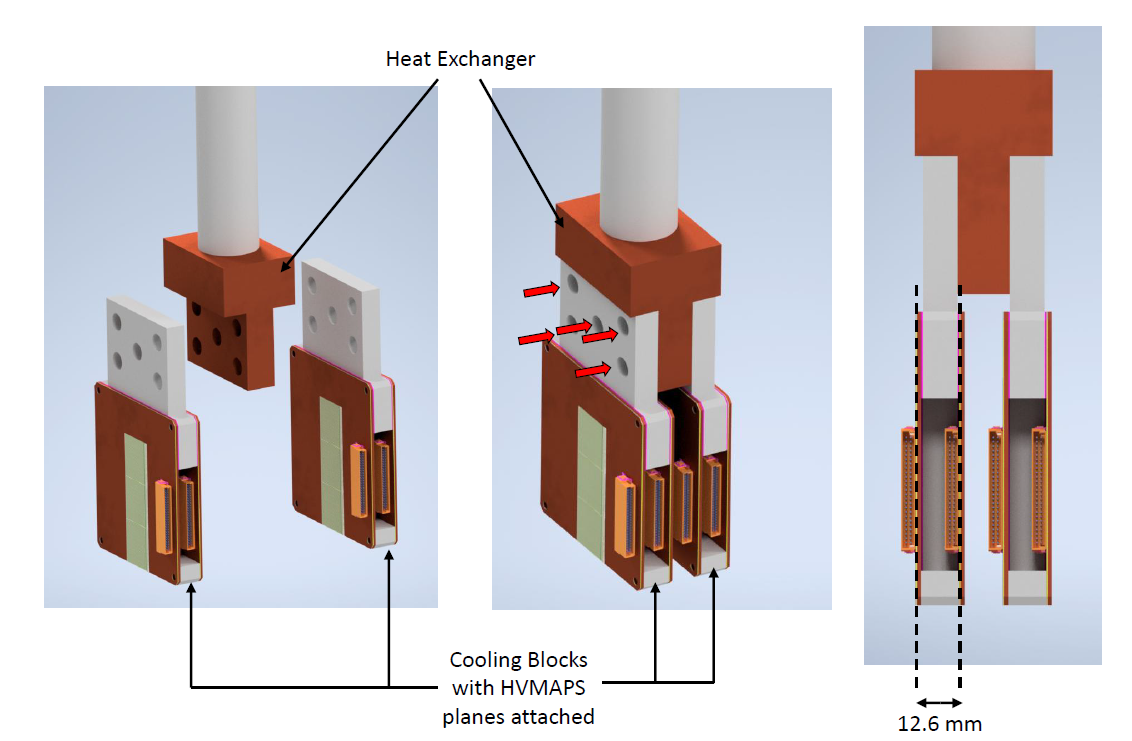 Heat Exchanger
Cooling Blocks
with HVMAPS
planes attached
12.6 mm